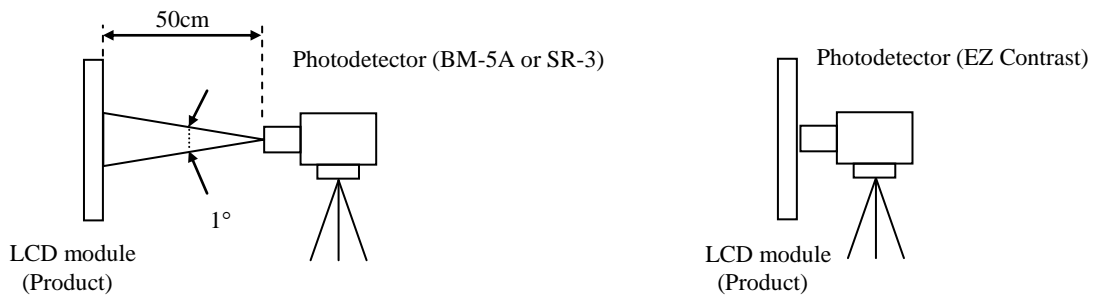 50cm
Photodetector (BM-5A or SR-3)
1°
LCD module
(Product)
Photodetector (EZ Contrast)
LCD module
(Product)